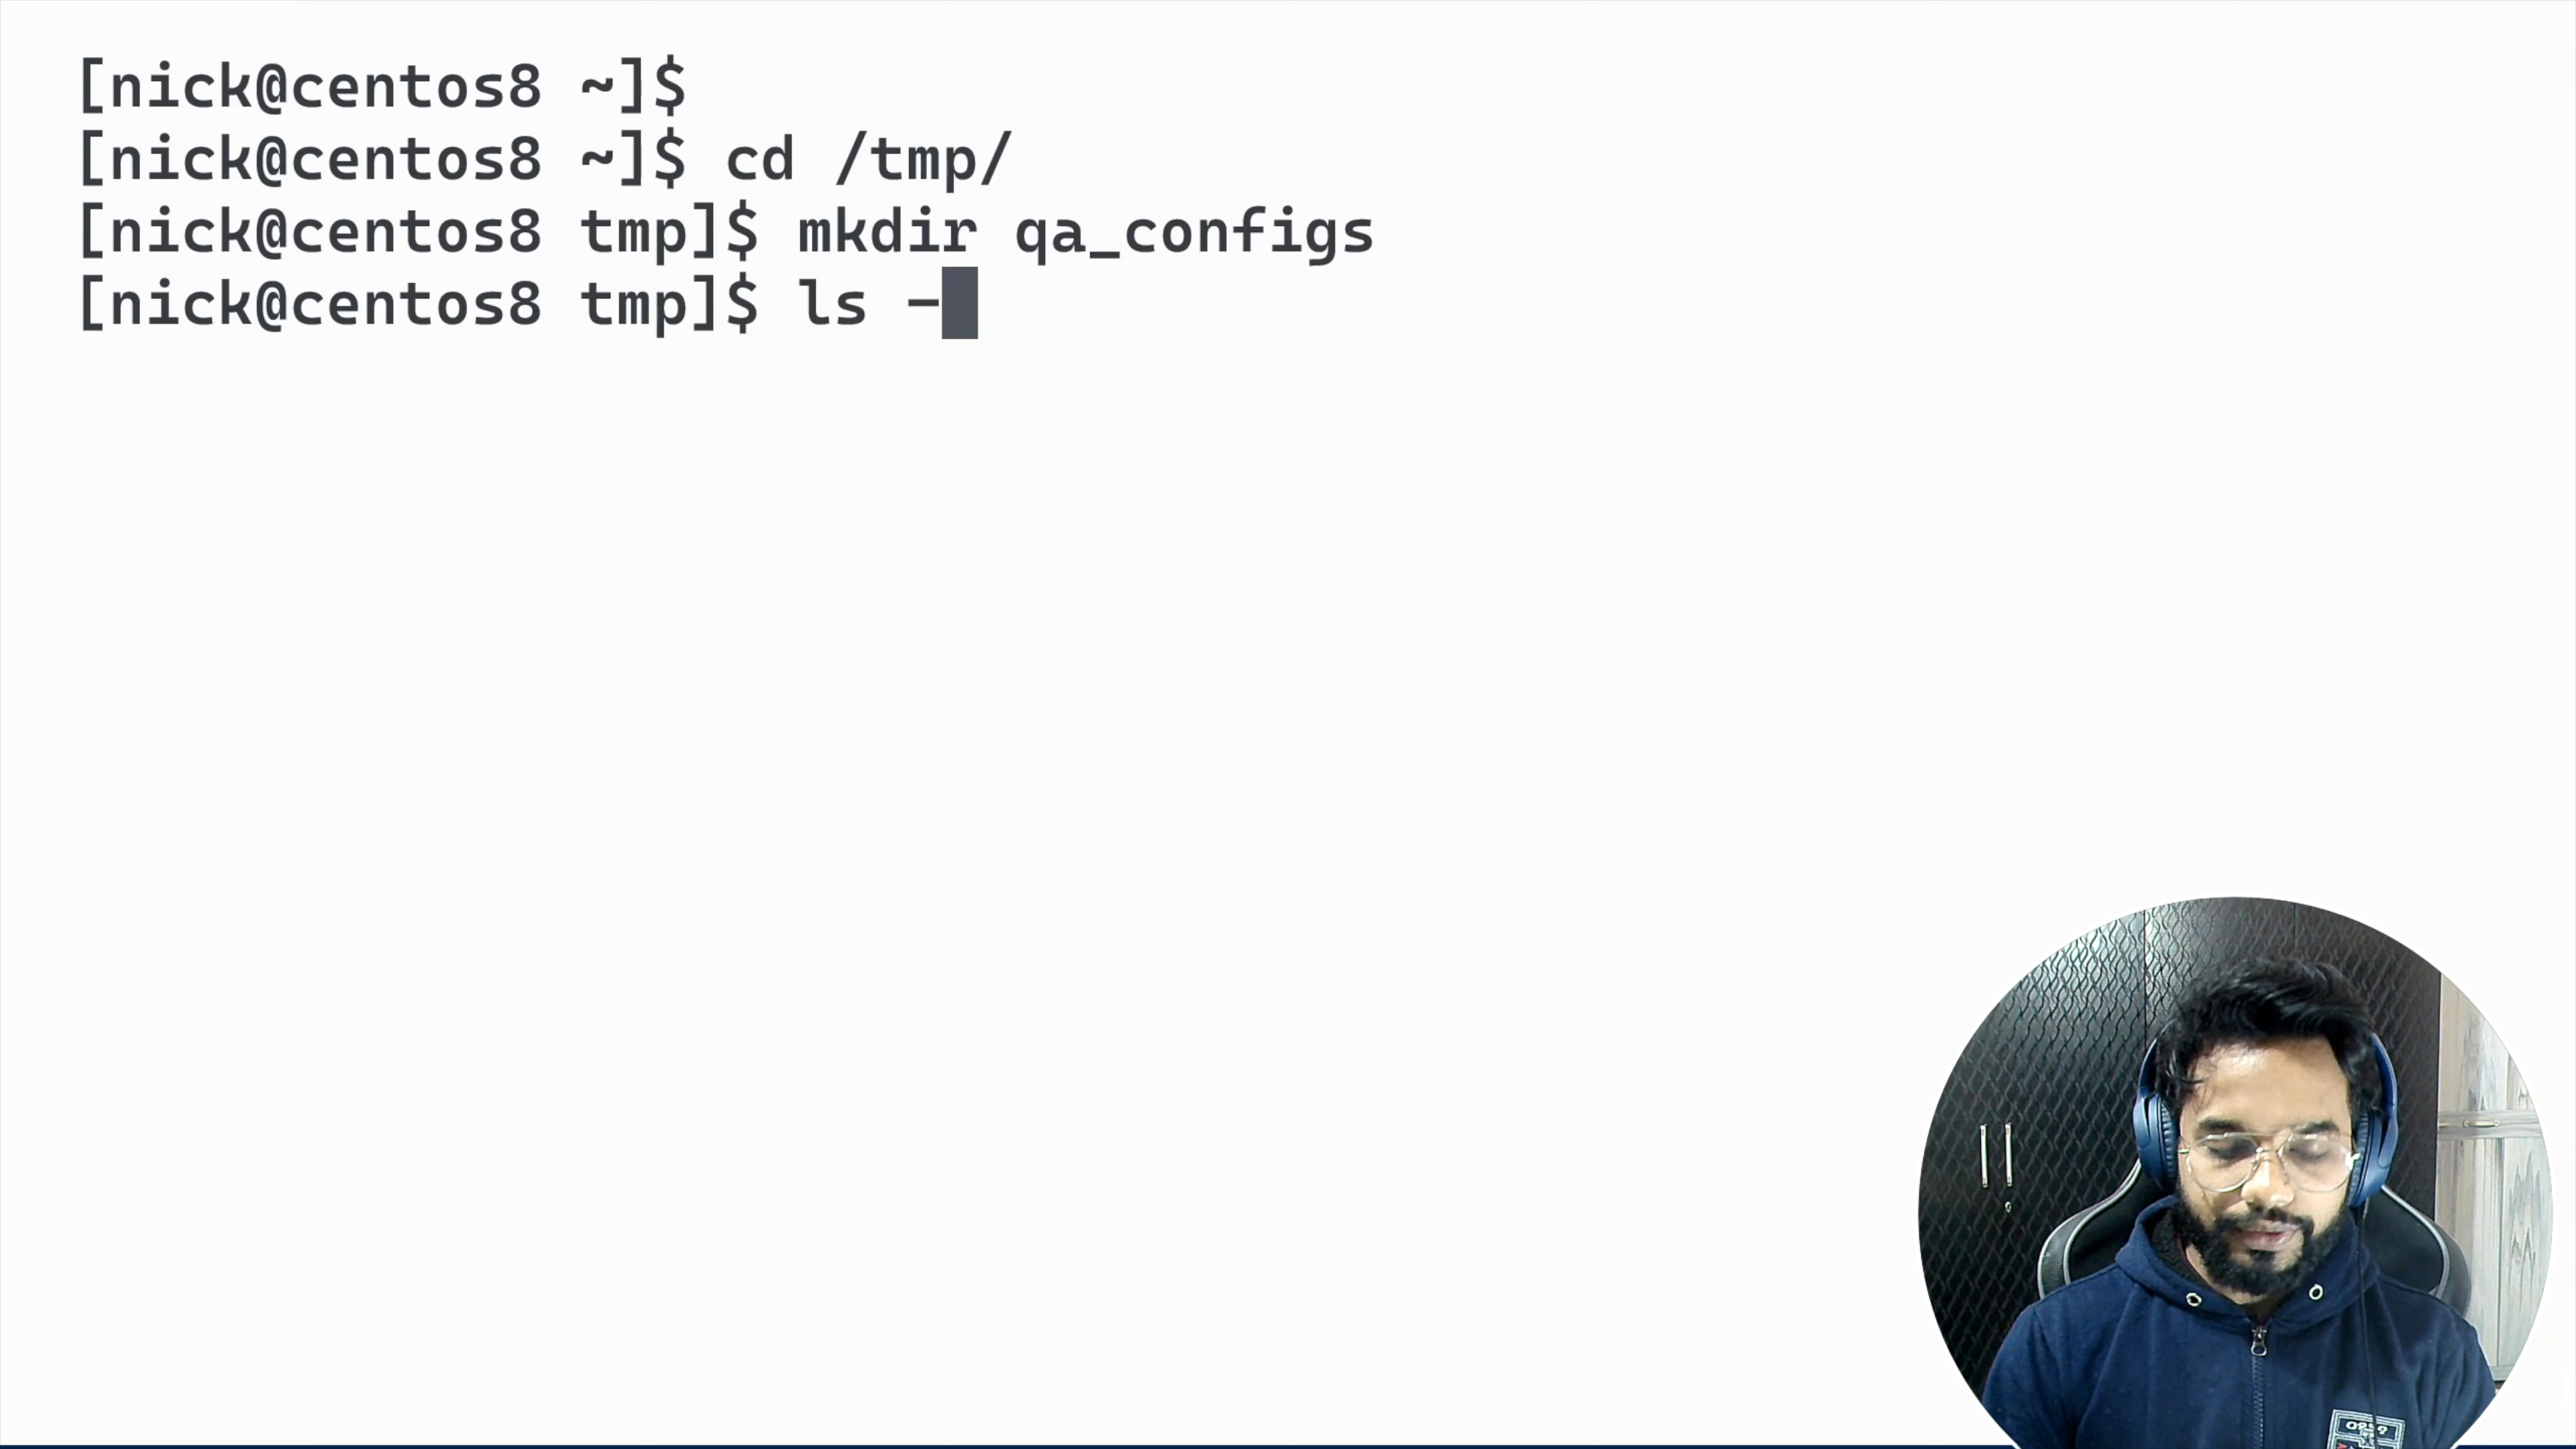 [nick@centos8 ~]$
[nick@centos8 ~]$ cd /tmp/
[nick@centos8 tmp]$ mkdir qa_configs
[nick@centos8 tmp]$ ls -